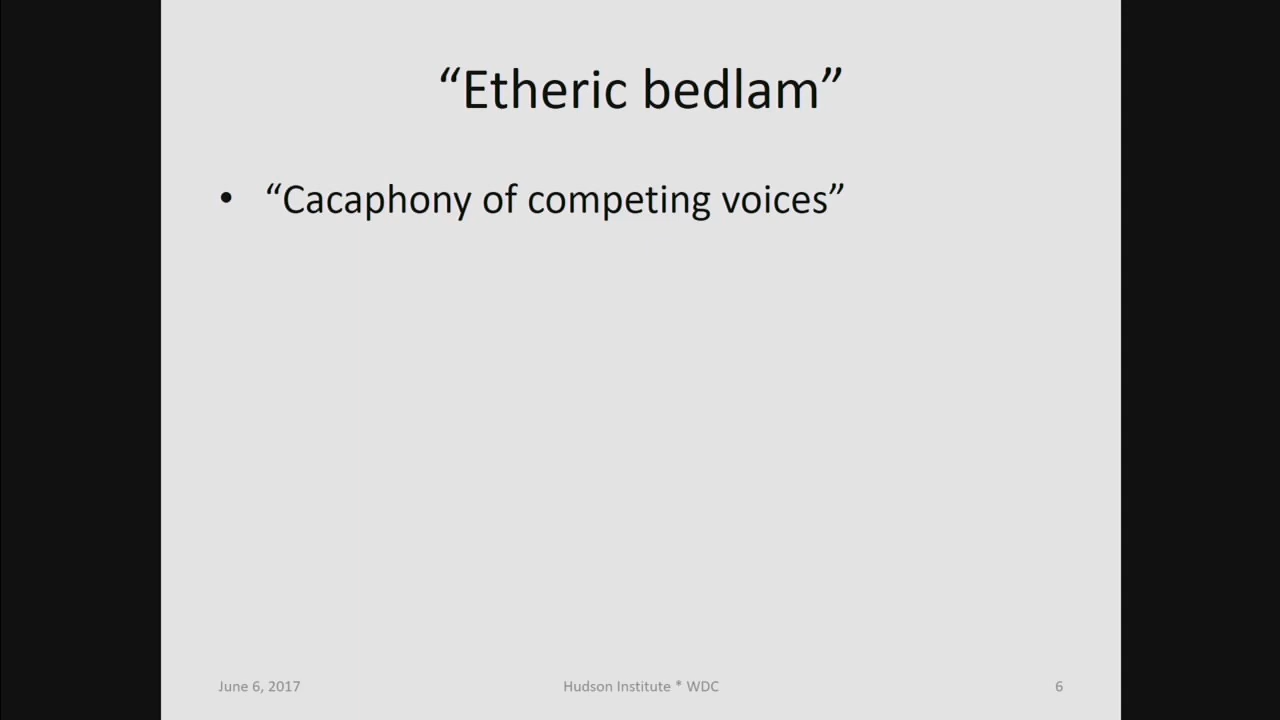 “Etheric bedlam”
• “Cacaphony of competing voices”
June 6, 2017
Hudson Institute * WDC
6